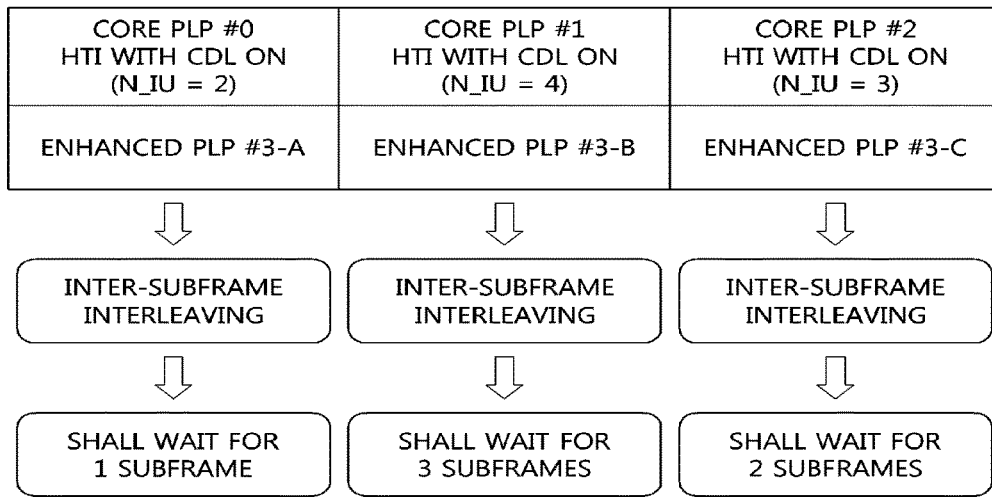 CORE PLP #0
HTI WITH CDL ON
(N_IU = 2)
CORE PLP #1
HTI WITH CDL ON
(N_IU = 4)
CORE PLP #2
HTI WITH CDL ON
(N_IU = 3)
ENHANCED PLP #3-A
ENHANCED PLP #3-B
ENHANCED PLP #3-C
INTER-SUBFRAME
INTERLEAVING
INTER-SUBFRAME
INTERLEAVING
INTER-SUBFRAME
INTERLEAVING
SHALL WAIT FOR
1 SUBFRAME
SHALL WAIT FOR
3 SUBFRAMES
SHALL WAIT FOR
2 SUBFRAMES